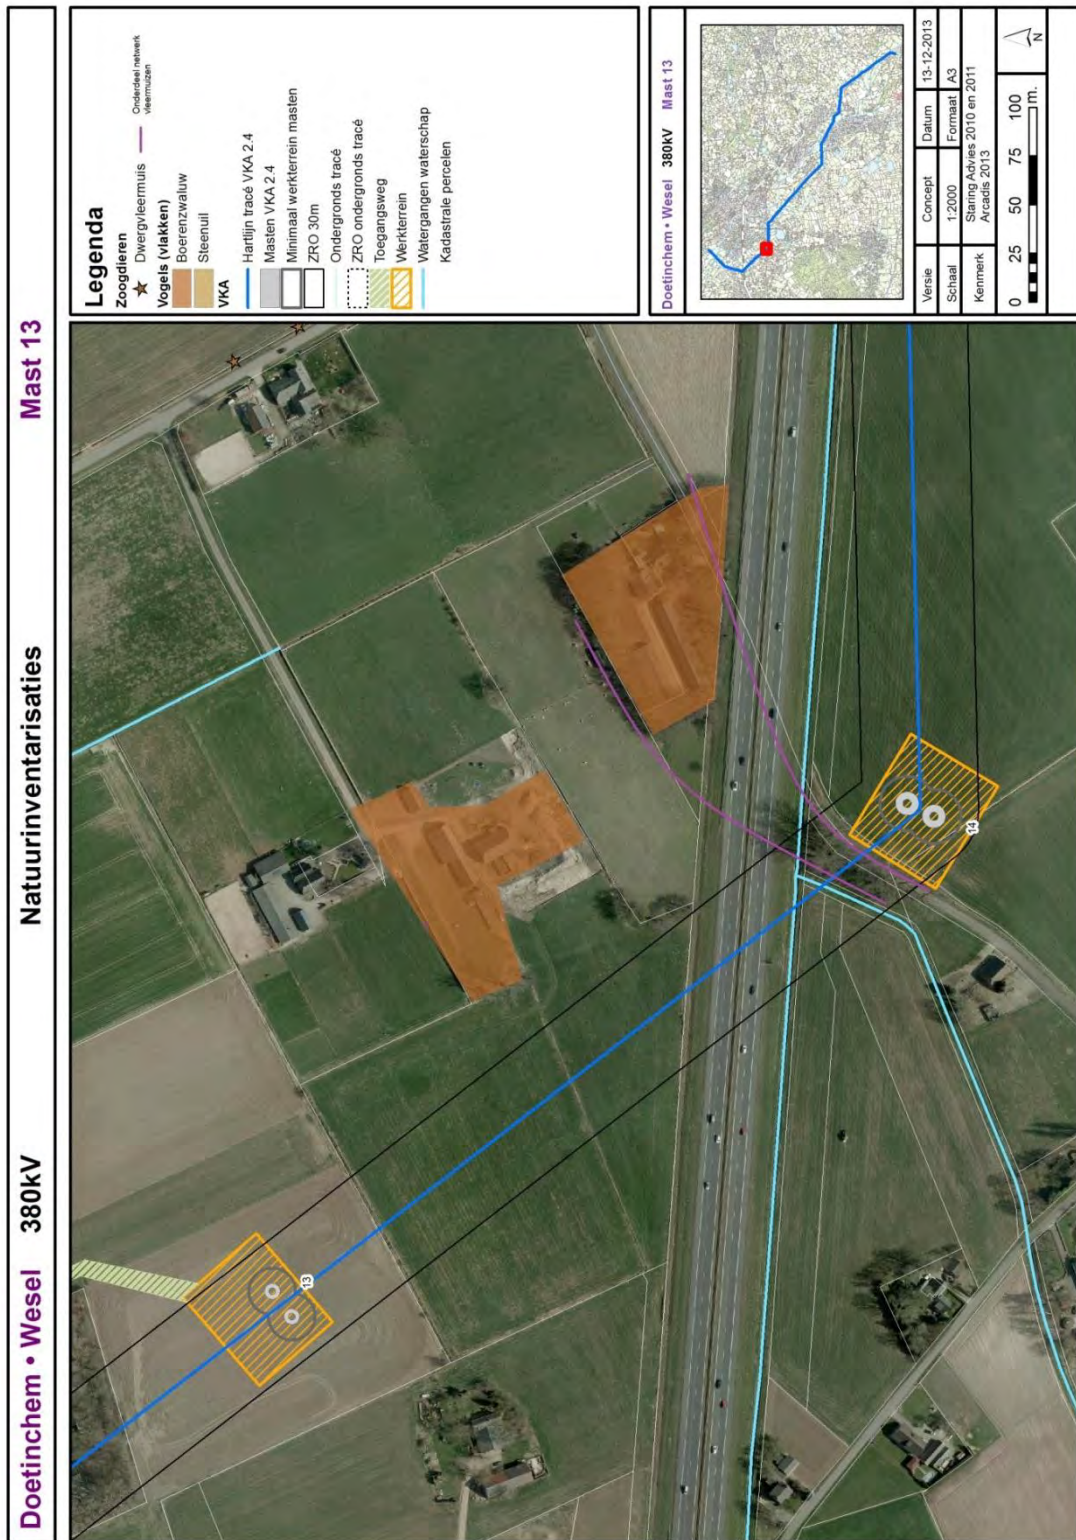 Doetinchem • Wesel 380kV Naturinventarisaties Mast 13
13
14
Legenda
Zoogdieren
Dwergvleermuis
Onderdeel netwerk
vleermuizen
Vogels (vlakken)
Boerenzwaluw
Steenuil
VKA
Hartlijn tracé VKA 2.4
Masten VKA 2.4
Minimaal werkterrein masten
ZRO 30m
Ondergronds tracé
ZRO ondergronds tracé
Toegangsweg
Werkterrein
Watergangen waterschap
Kadastrale percelen
Doetinchem • Wesel 380kV Mast 13
Versie Concept Datum 13-12-2013
Schaal 1:2000 Formaat A3
Kenmerk Staring Advies 2010 en 2011
Arcadis 2013
0 25 50 75 100
m.
N